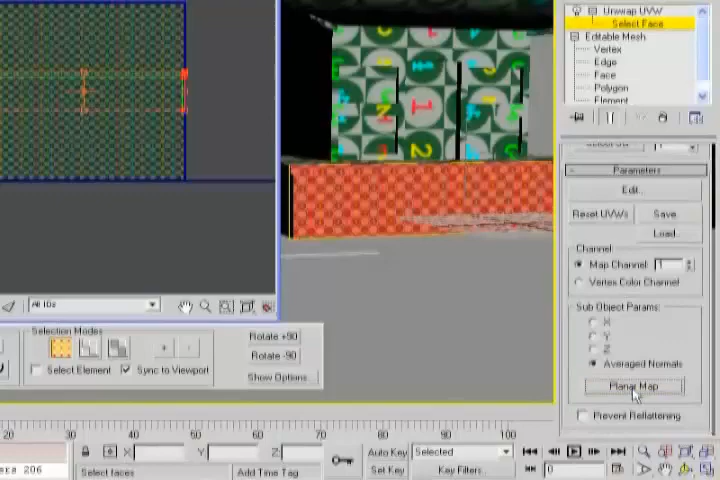 Unwrap UVW
Select Face
Editable Mesh
Vertex
Edge
Face
Polygon
Element
Parameters
Edit...
Reset UVWs
Save
Load...
Channel:
Map Channel: 1
Vertex Color Channel
Sub Object Params:
X
Y
Z
Averaged Normals
Planar Map
Prevent Reflattening
All IDs
Selection Modes
Select Element
Sync to Viewport
+
-
Rotate +90
Rotate -90
Show Options...
20 30 40 50 60 70 80 90 100
X:
Y:
Z:
Select faces
Add Time Tag
Auto Key
Selected
Set Key
Key Filters...
0
1
2